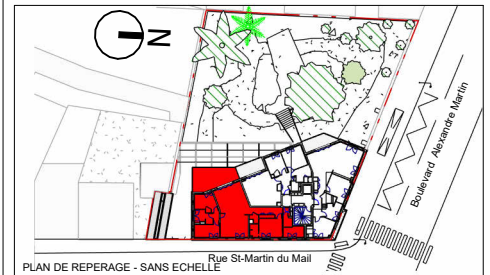 N
Boulevard Alexandre Martin
Rue St-Martin du Mail
PLAN DE REPERAGE - SANS ECHELLE